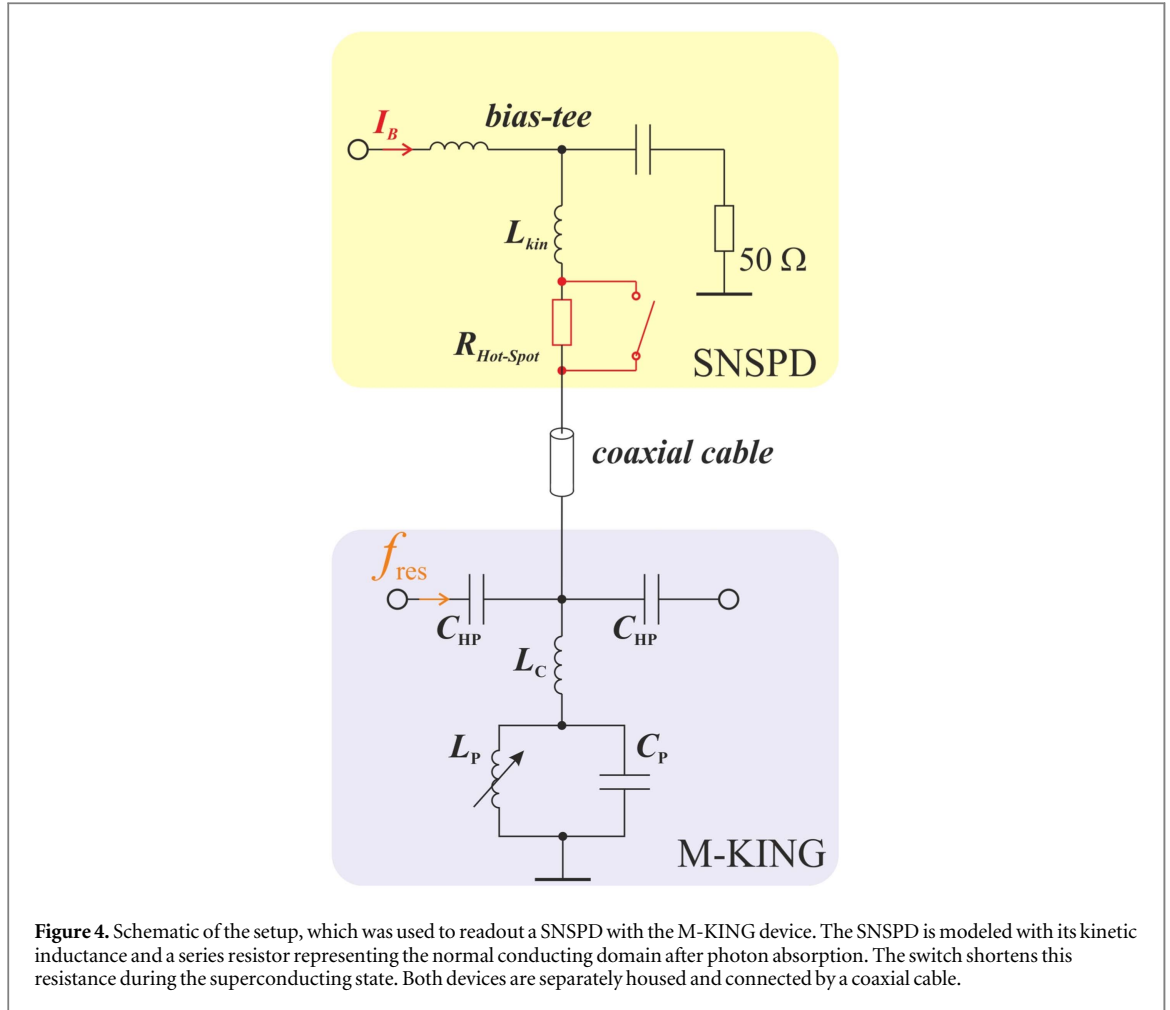 bias-tee
I_B
L_kin
50 Ω
R_Hot-Spot
SNSPD
coaxial cable
f_res
C_HP
C_HP
L_C
L_P
C_P
M-KING
Figure 4. Schematic of the setup, which was used to readout a SNSPD with the M-KING device. The SNSPD is modeled with its kinetic
inductance and a series resistor representing the normal conducting domain after photon absorption. The switch shortens this
resistance during the superconducting state. Both devices are separately housed and connected by a coaxial cable.